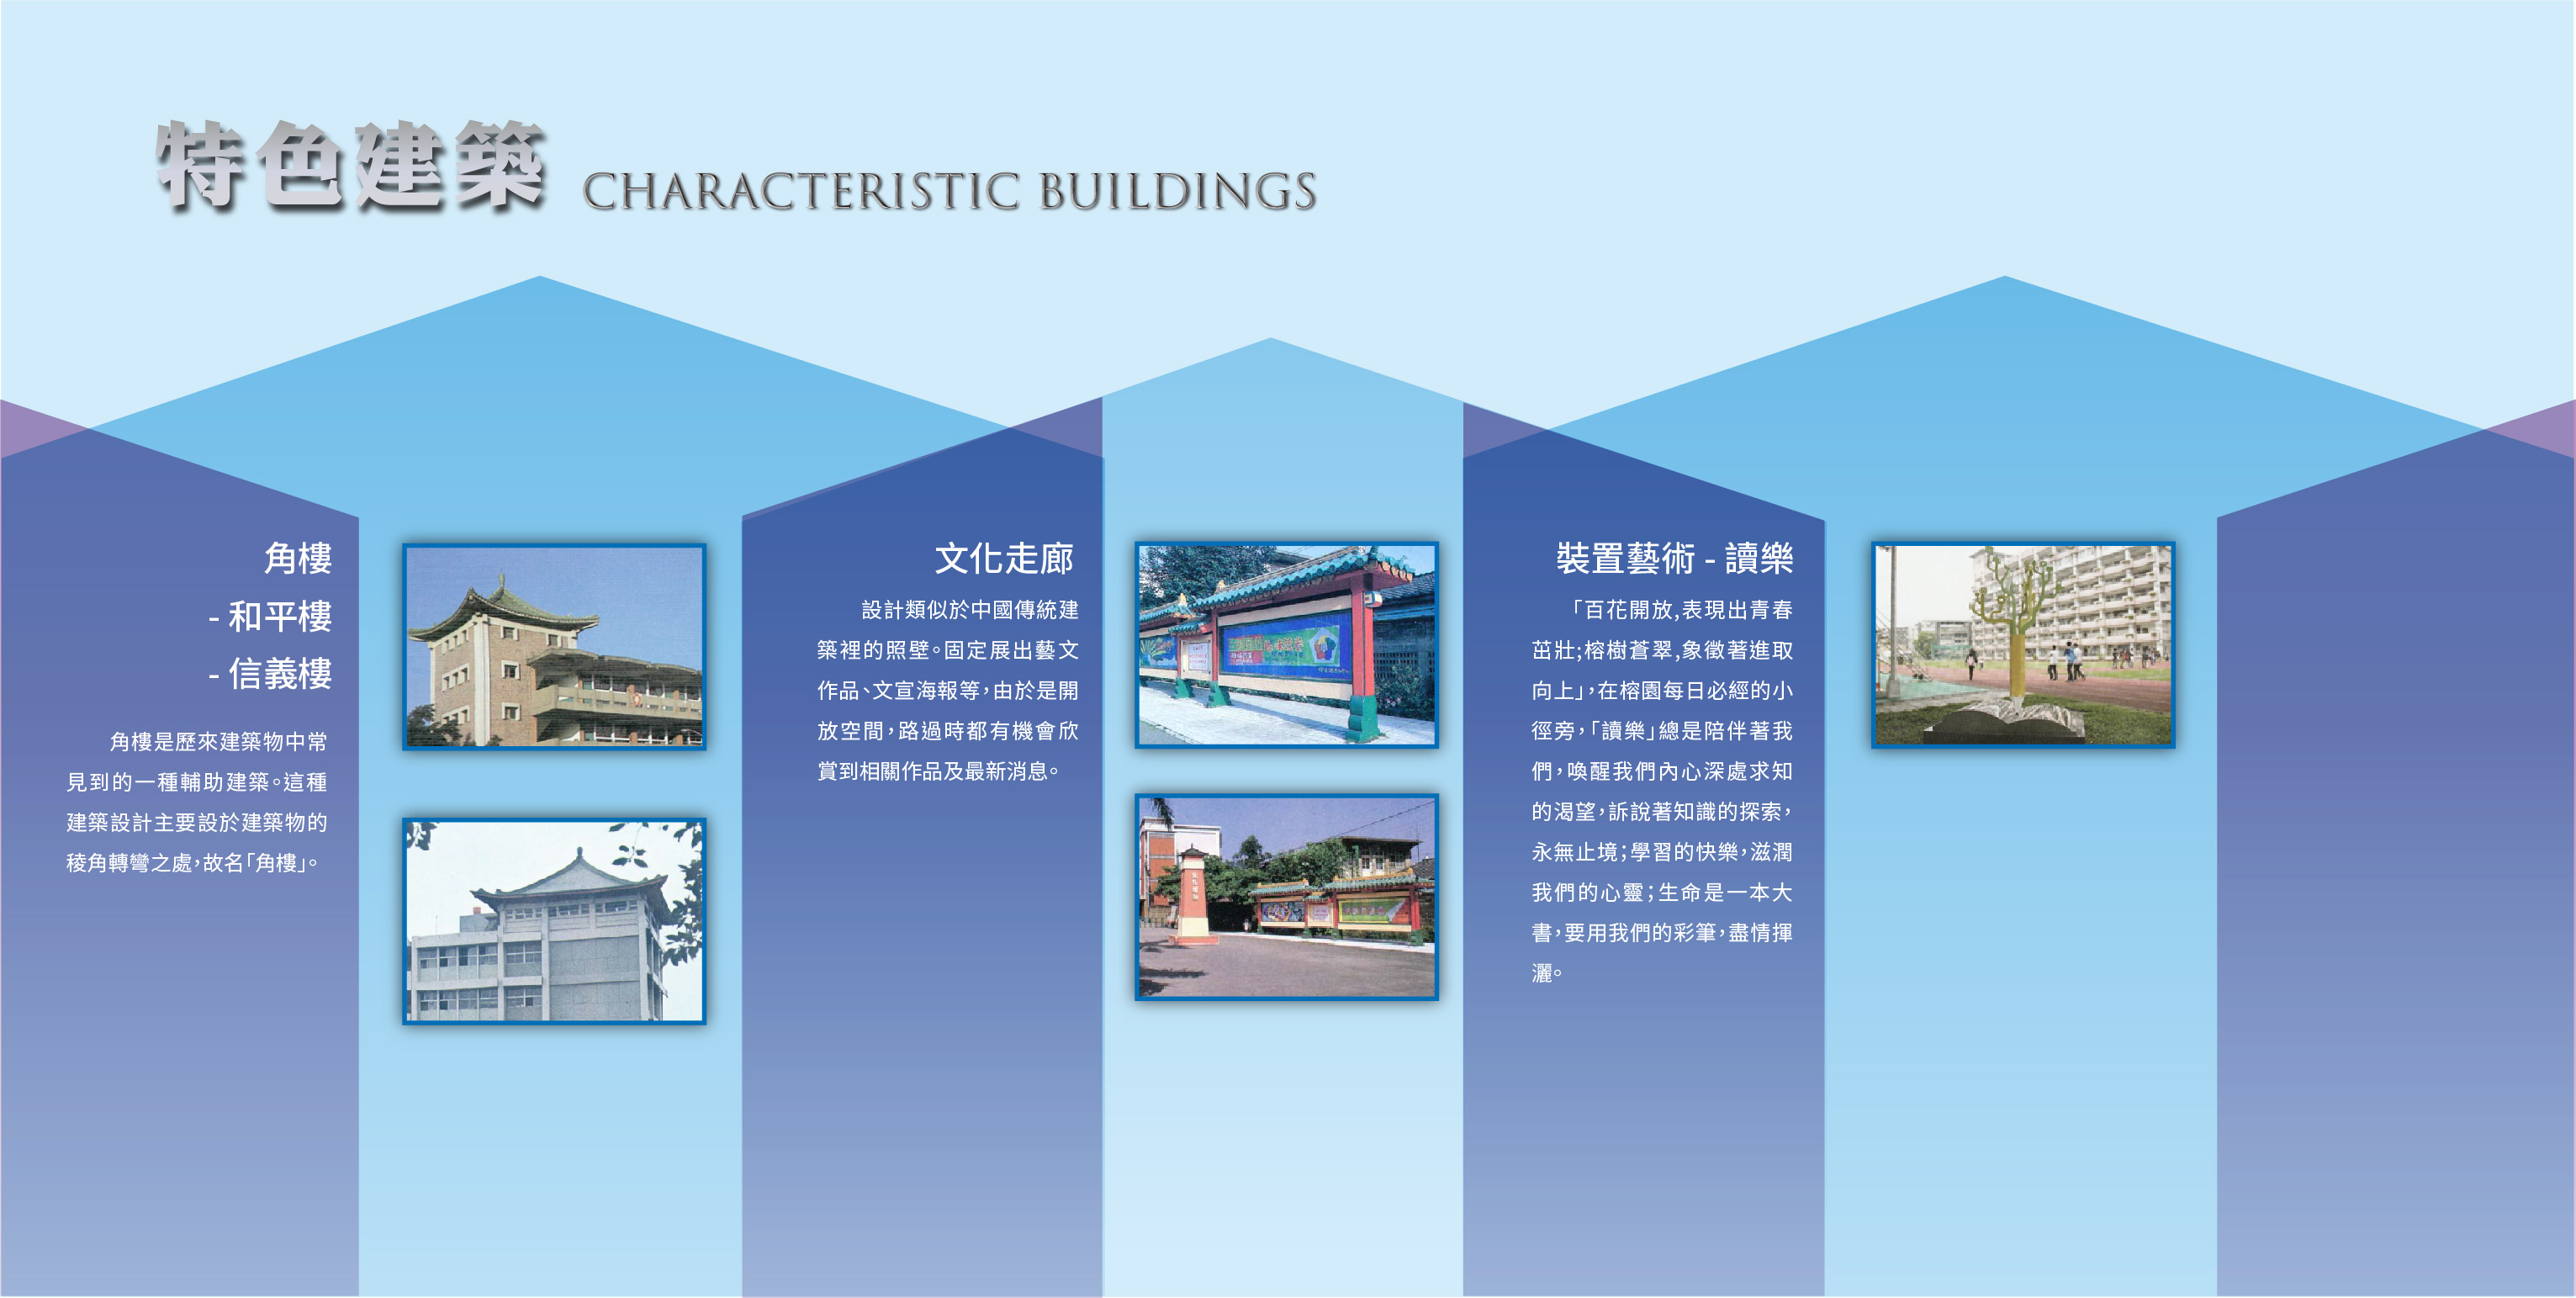 特色建築 CHARACTERISTIC BUILDINGS
角樓
- 和平樓
- 信義樓
角樓是歷來建築物中常
見到的一種輔助建築。這種
建築設計主要設於建築物的
稜角轉彎之處，故名「角樓」。
文化走廊
設計類似於中國傳統建
築裡的照壁。固定展出藝文
作品、文宣海報等，由於是開
放空間，路過時都有機會欣
賞到相關作品及最新消息。
裝置藝術 - 讀樂
「百花開放,表現出青春
茁壯;榕樹蒼翠,象徵著進取
向上」，在榕園每日必經的小
徑旁，「讀樂」總是陪伴著我
們，喚醒我們內心深處求知
的渴望，訴說著知識的探索，
永無止境；學習的快樂，滋潤
我們的心靈；生命是一本大
書，要用我們的彩筆，盡情揮
灑。